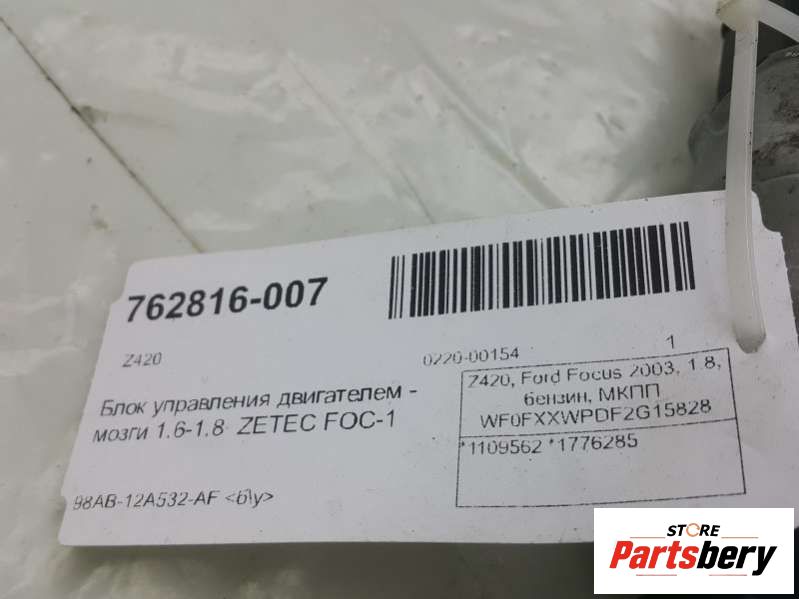 762816-007
Z420
0220-00154
1
Блок управления двигателем -
мозги 1.6-1.8 ZETEC FOC-1
Z420, Ford Focus 2003, 1.8,
бензин, МКПП
WF0FXXWPDF2G15828
*1109562 *1776285
98AB-12A532-AF <б\у>
STORE
Partsbery